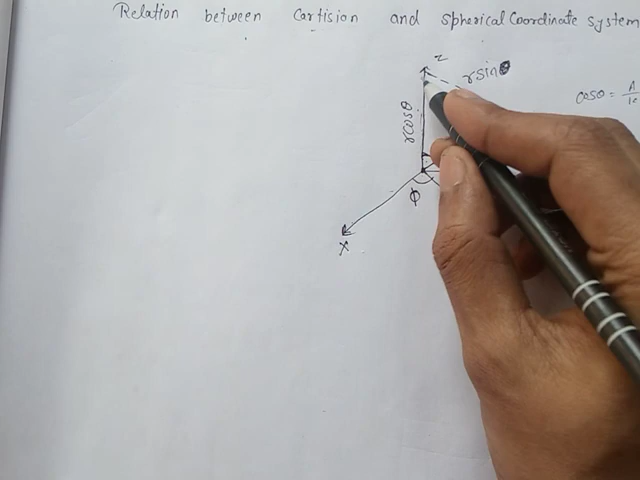 Relation between Cartision and spherical Coordinate system
z
rsinθ
cosθ =
rcosθ
Φ
x